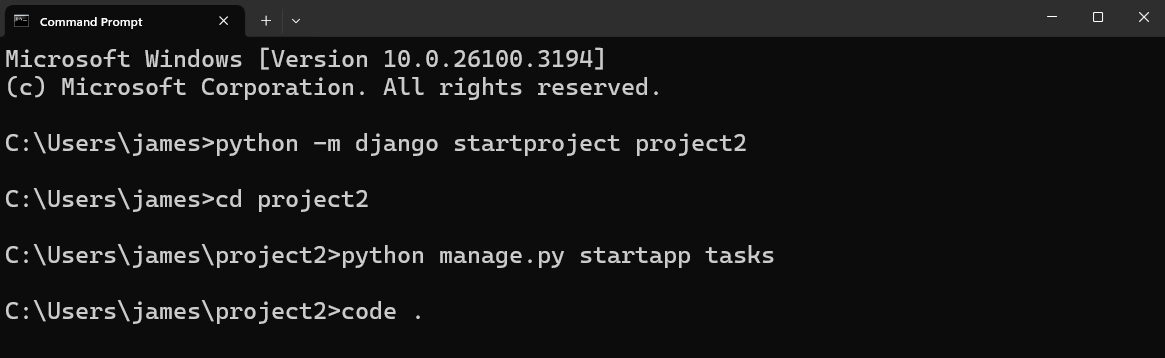 Command Prompt
Microsoft Windows [Version 10.0.26100.3194]
(c) Microsoft Corporation. All rights reserved.
C:\Users\james>python -m django startproject project2
C:\Users\james>cd project2
C:\Users\james\project2>python manage.py startapp tasks
C:\Users\james\project2>code .